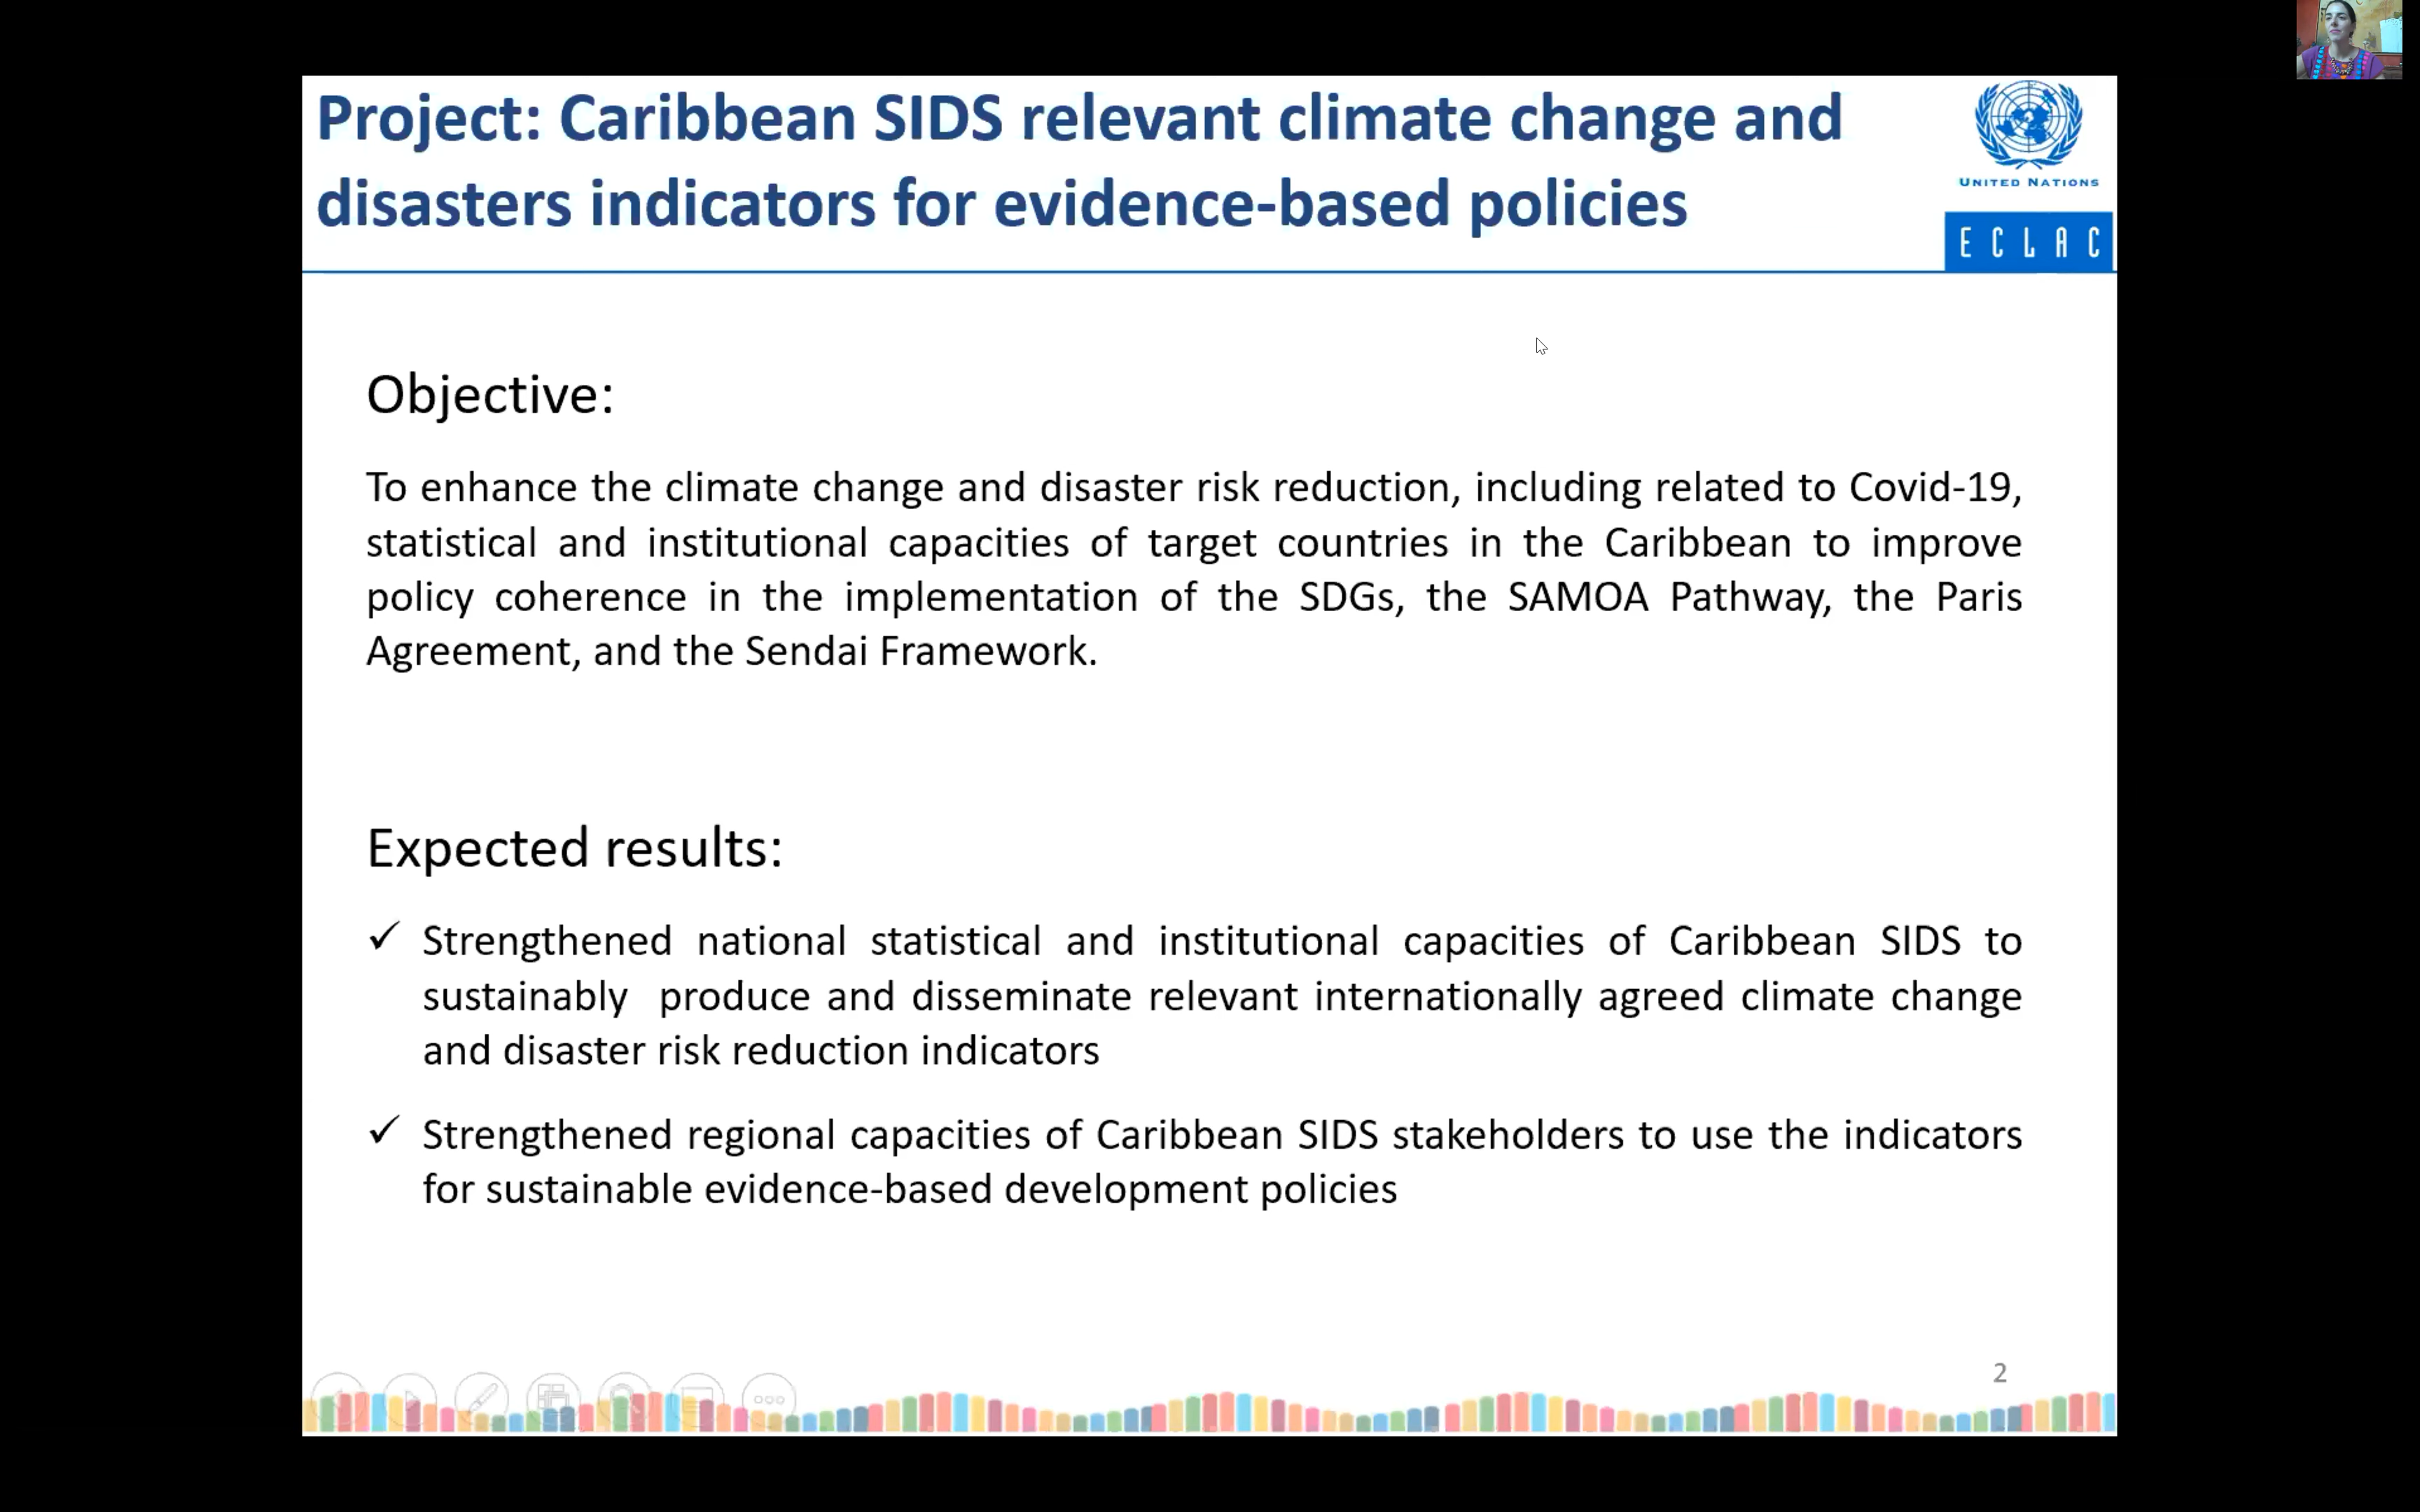 Project: Caribbean SIDS relevant climate change and
disasters indicators for evidence-based policies
UNITED NATIONS
ECLAC
Objective:
To enhance the climate change and disaster risk reduction, including related to Covid-19,
statistical and institutional capacities of target countries in the Caribbean to improve
policy coherence in the implementation of the SDGs, the SAMOA Pathway, the Paris
Agreement, and the Sendai Framework.
Expected results:
✓ Strengthened national statistical and institutional capacities of Caribbean SIDS to
sustainably produce and disseminate relevant internationally agreed climate change
and disaster risk reduction indicators
✓ Strengthened regional capacities of Caribbean SIDS stakeholders to use the indicators
for sustainable evidence-based development policies
2